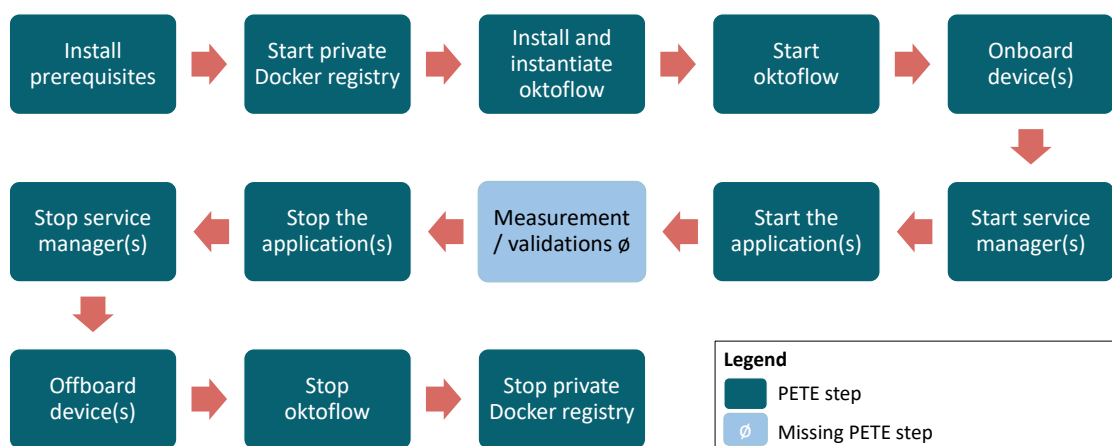 Install
prerequisites
Start private
Docker registry
Install and
instantiate
oktoflow
Start
oktoflow
Onboard
device(s)
Stop service
manager(s)
Stop the
application(s)
Measurement
/ validations ø
Start the
application(s)
Start service
manager(s)
Offboard
device(s)
Stop
oktoflow
Stop private
Docker registry
Legend
PETE step
ø Missing PETE step